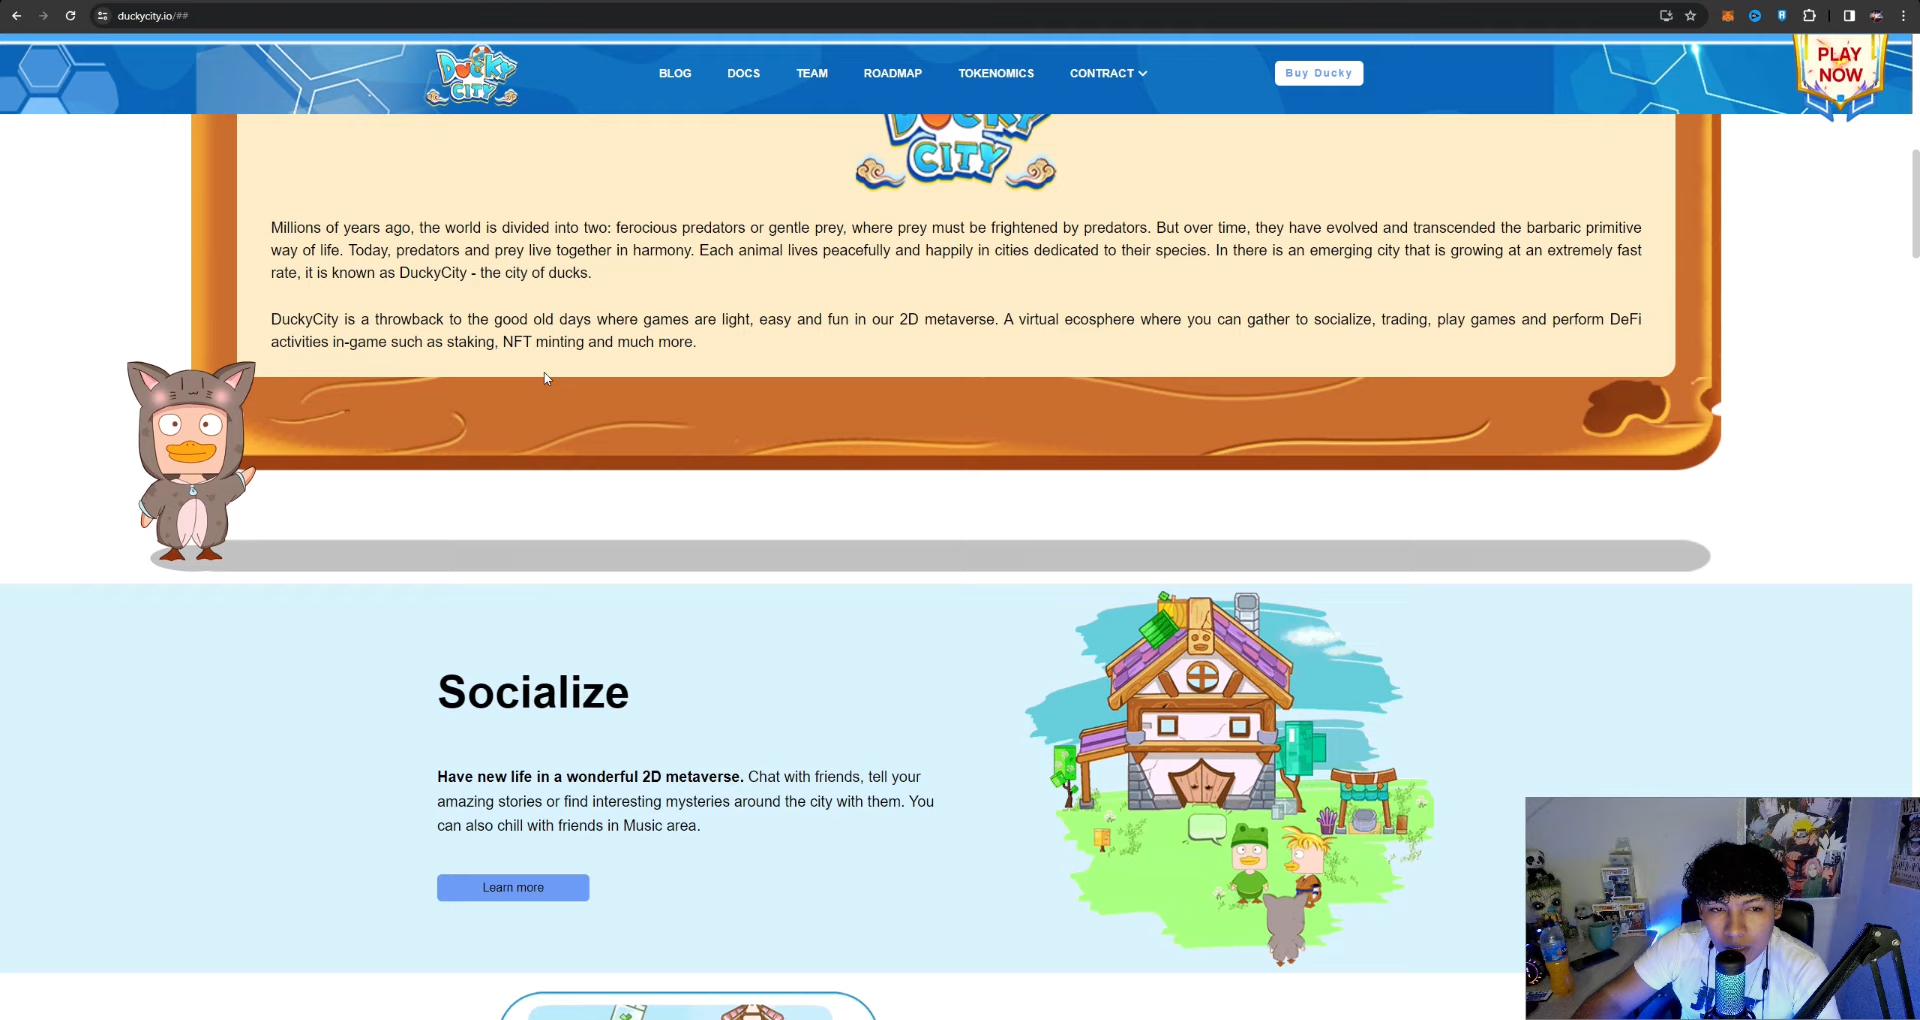 duckycity.io/##
DUCKY
CITY
BLOG
DOCS
TEAM
ROADMAP
TOKENOMICS
CONTRACT
Buy Ducky
PLAY
NOW
DUCKY
CITY
Millions of years ago, the world is divided into two: ferocious predators or gentle prey, where prey must be frightened by predators. But over time, they have evolved and transcended the barbaric primitive
way of life. Today, predators and prey live together in harmony. Each animal lives peacefully and happily in cities dedicated to their species. In there is an emerging city that is growing at an extremely fast
rate, it is known as DuckyCity - the city of ducks.
DuckyCity is a throwback to the good old days where games are light, easy and fun in our 2D metaverse. A virtual ecosphere where you can gather to socialize, trading, play games and perform DeFi
activities in-game such as staking, NFT minting and much more.
Socialize
Have new life in a wonderful 2D metaverse. Chat with friends, tell your
amazing stories or find interesting mysteries around the city with them. You
can also chill with friends in Music area.
Learn more